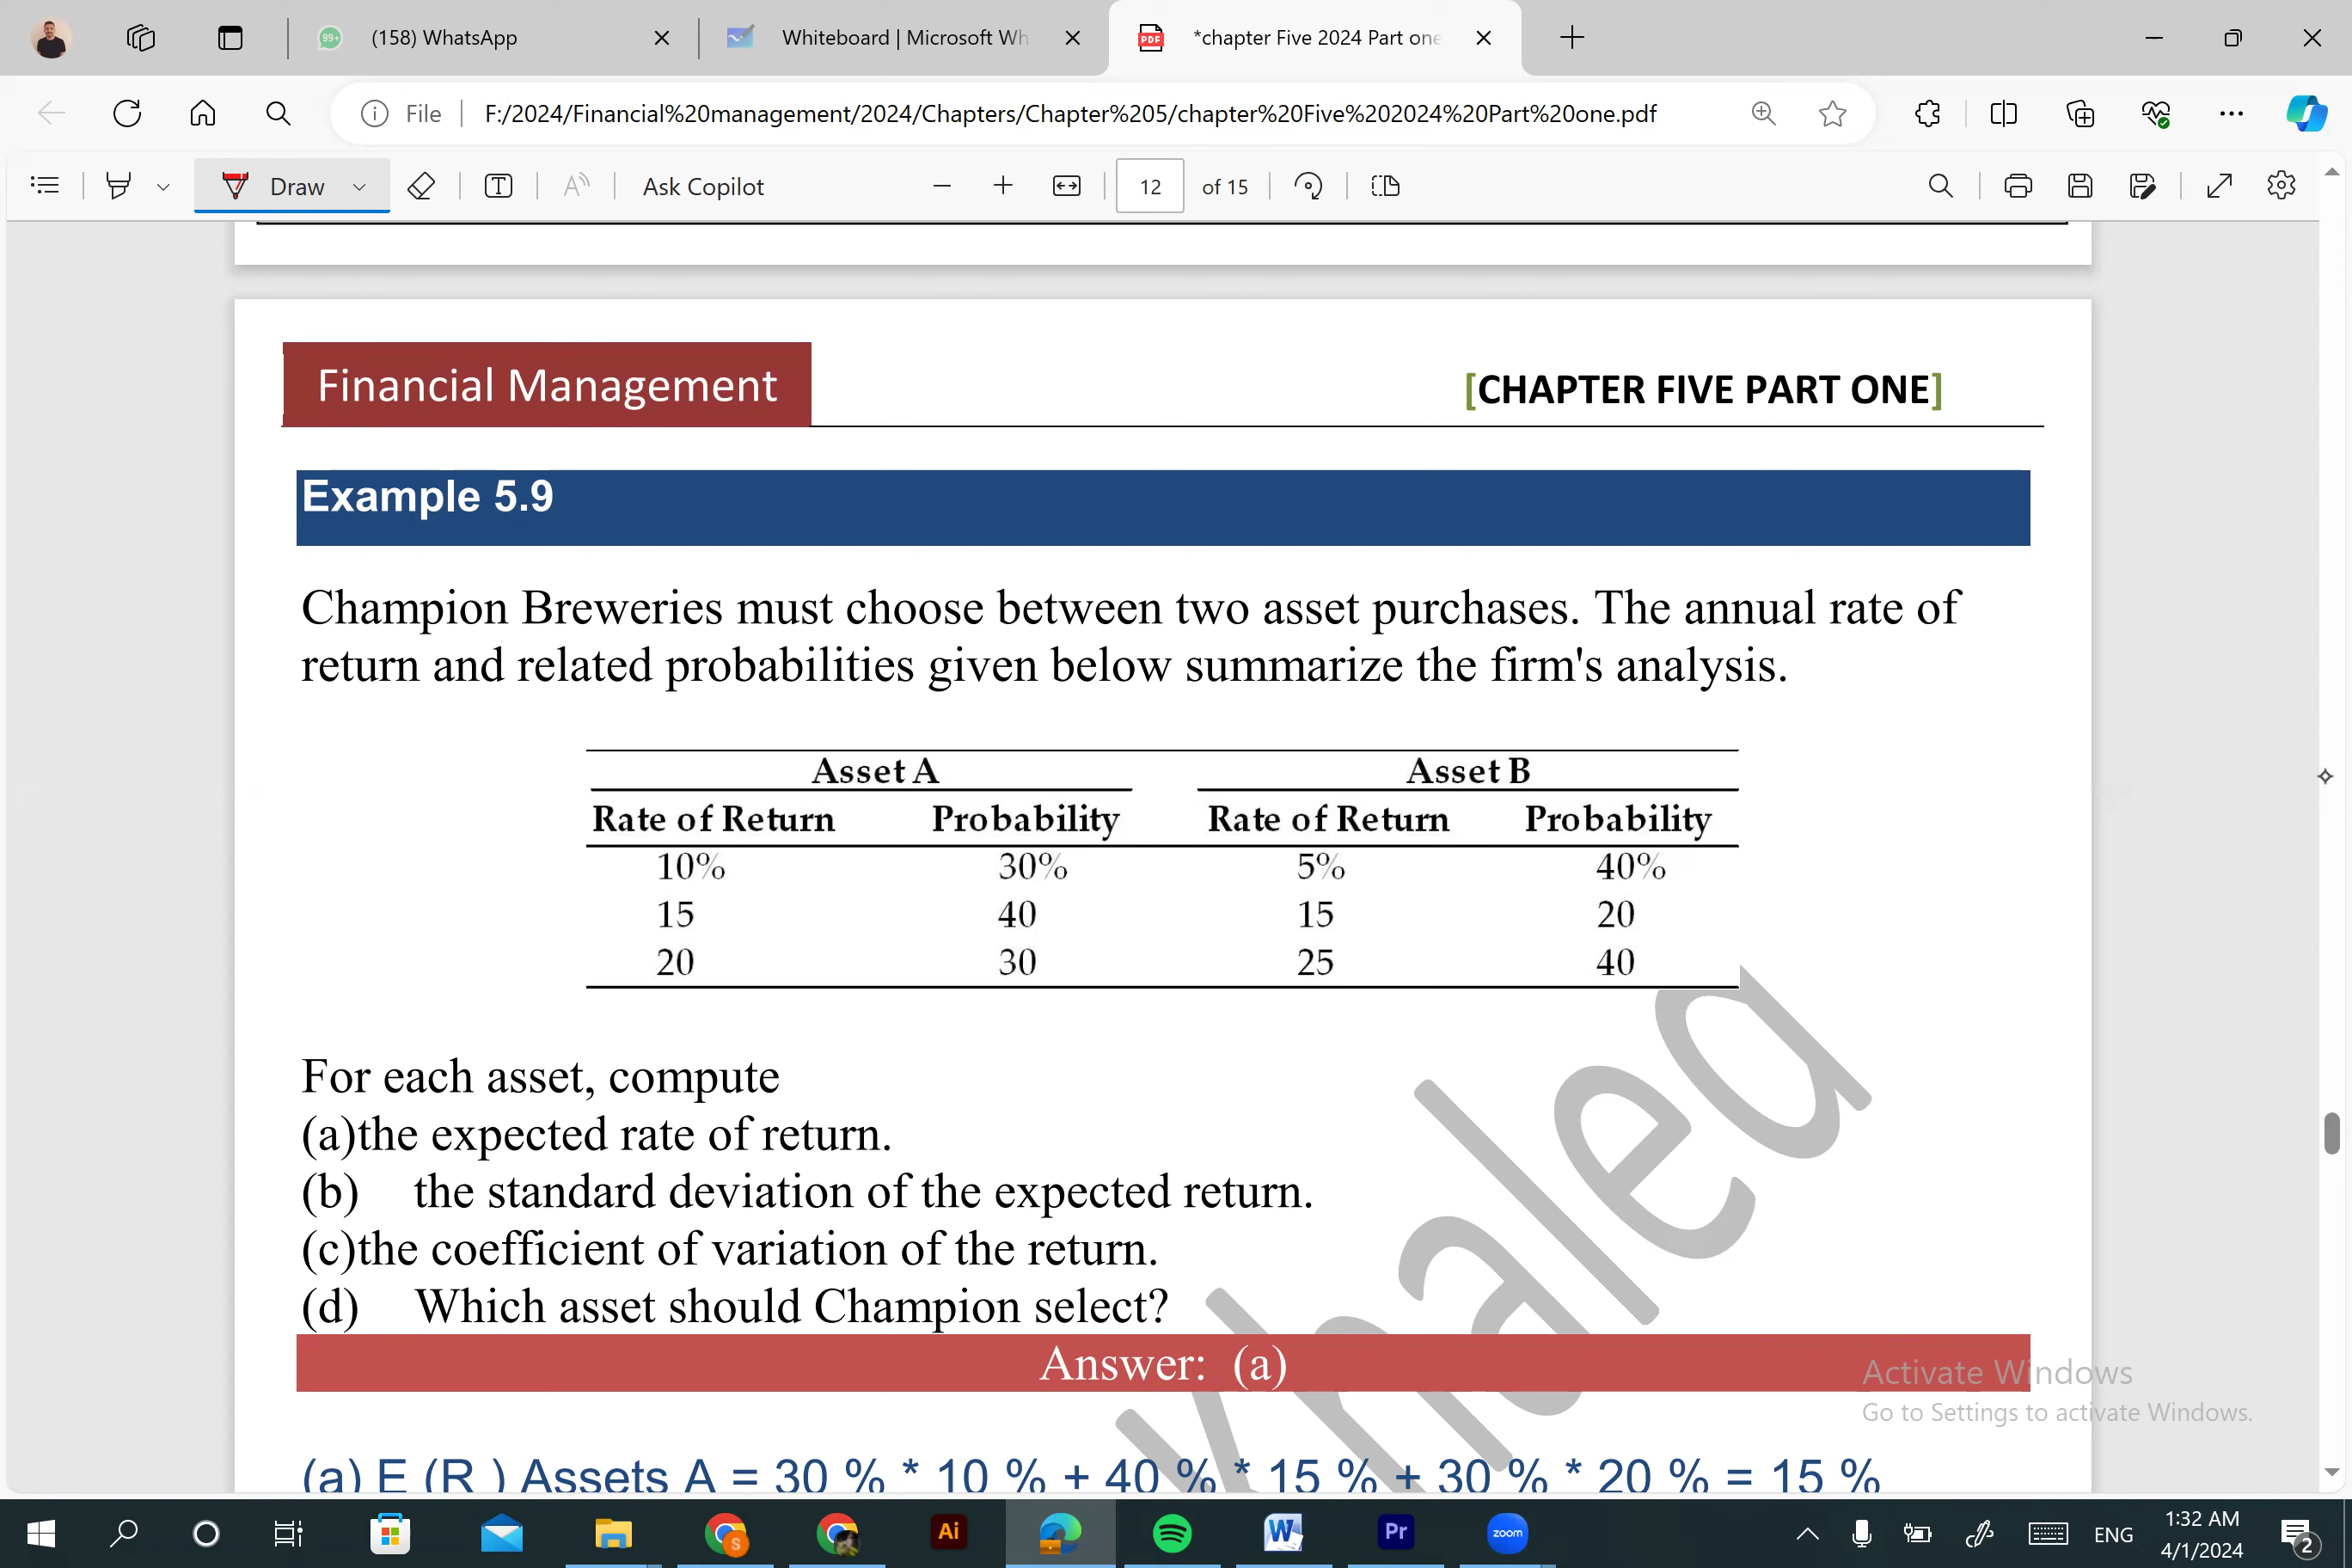 (158) WhatsApp
Whiteboard | Microsoft Wh
*chapter Five 2024 Part one
File
F:/2024/Financial%20management/2024/Chapters/Chapter%205/chapter%20Five%202024%20Part%20one.pdf
Draw
Ask Copilot
12
of 15
Financial Management
[CHAPTER FIVE PART ONE]
Example 5.9
Champion Breweries must choose between two asset purchases. The annual rate of
return and related probabilities given below summarize the firm's analysis.
Asset A Asset B
Rate of Return Probability Rate of Return Probability
10% 30% 5% 40%
15 40 15 20
20 30 25 40
For each asset, compute
(a)the expected rate of return.
(b) the standard deviation of the expected return.
(c)the coefficient of variation of the return.
(d) Which asset should Champion select?
Answer: (a)
(a) E (R ) Assets A = 30 % * 10 % + 40 % * 15 % + 30 % * 20 % = 15 %
khaled
Activate Windows
Go to Settings to activate Windows.
99+
PDF
S
Ai
W
Pr
zoom
ENG
1:32 AM
4/1/2024
2